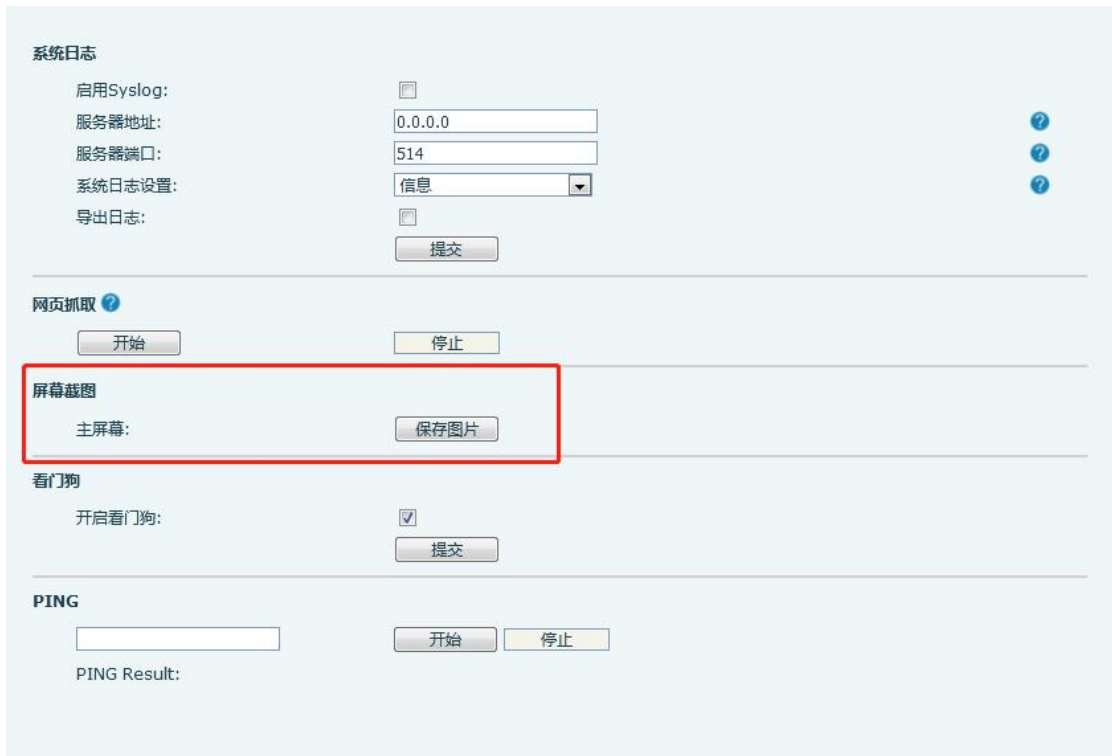 系统日志
启用Syslog:
服务器地址: 0.0.0.0 ?
服务器端口: 514 ?
系统日志设置: 信息 ?
导出日志:
提交
网页抓取 ?
开始 停止
屏幕截图
主屏幕: 保存图片
看门狗
开启看门狗:
提交
PING
开始 停止
PING Result: